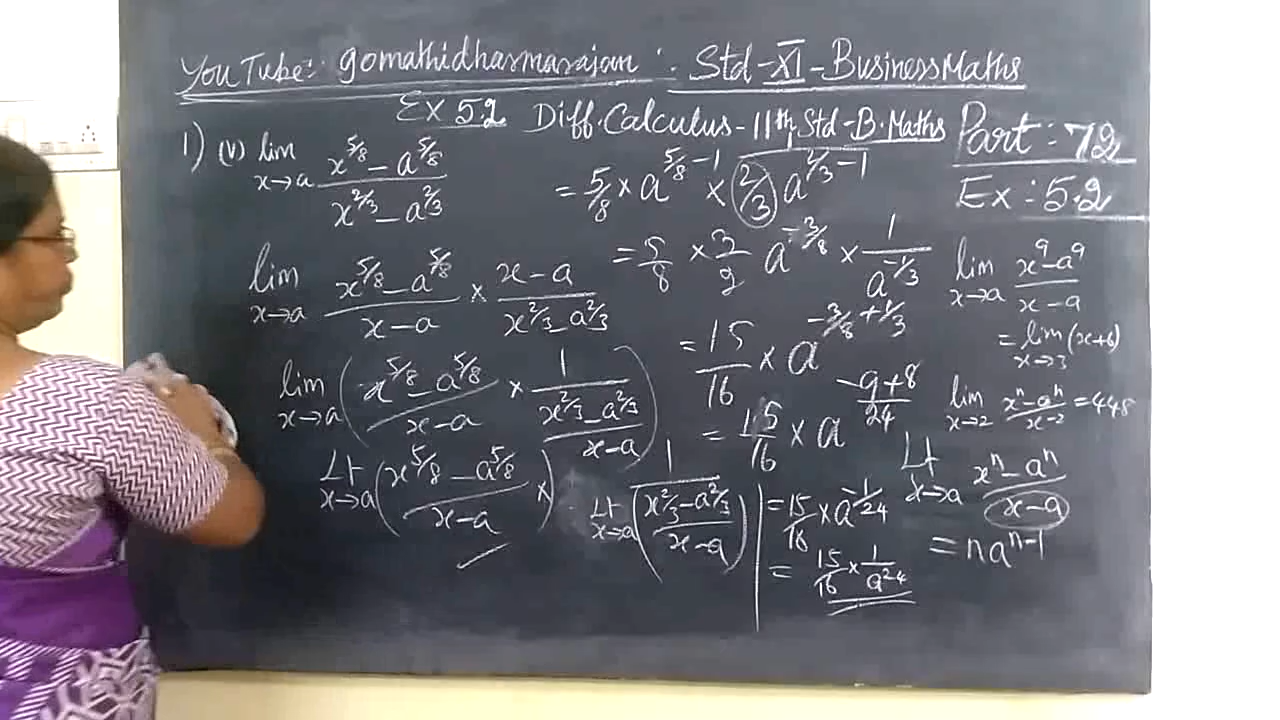 YouTube:- gomathidharmarajan : Std-XI-Business Maths
Ex 5.2 Diff. Calculus - 11th Std - B. Maths
Part : 72
Ex : 5.2
1) (v) lim x→a (x^5/8 - a^5/8)/(x^2/3 - a^2/3)
lim x→a (x^5/8 - a^5/8)/(x-a) × (x-a)/(x^2/3 - a^2/3)
lim x→a ((x^5/8 - a^5/8)/(x-a) × 1/((x^2/3 - a^2/3)/(x-a)))
Lt x→a ((x^5/8 - a^5/8)/(x-a) ×) 1/(Lt x→a ((x^2/3 - a^2/3)/(x-a)))
= 5/8 × a^(5/8 - 1) × 1/(2/3 a^(2/3 - 1))
= 5/8 × 3/2 a^(-3/8) × 1/a^(-1/3)
= 15/16 × a^(-3/8 + 1/3)
= 15/16 × a^((-9+8)/24)
= 15/16 × a^(-1/24)
= 15/16 × 1/a^24
lim x→a (x^9 - a^9)/(x-a)
= lim x→3 (x+6)
lim x→2 (x^n - a^n)/(x-2) = 448
Lt x→a (x^n - a^n)/(x-a)
= na^(n-1)